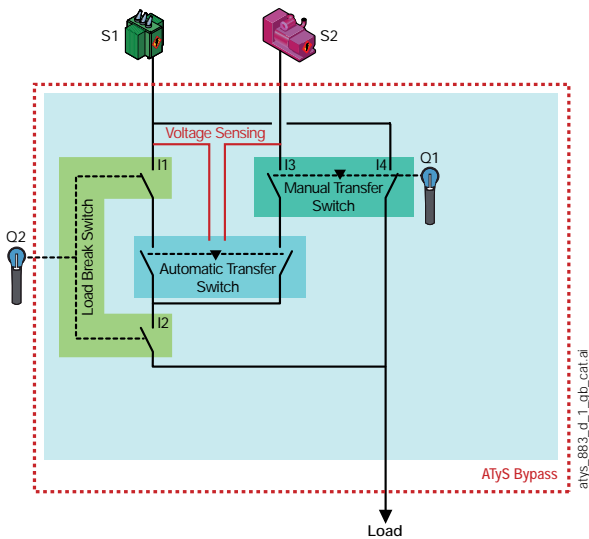 S1
S2
Voltage Sensing
I1
I3
I4
Q1
Manual Transfer
Switch
Q2
Load Break Switch
Automatic Transfer
Switch
I2
ATyS Bypass
atys_883_d_1_gb_cat.ai
Load